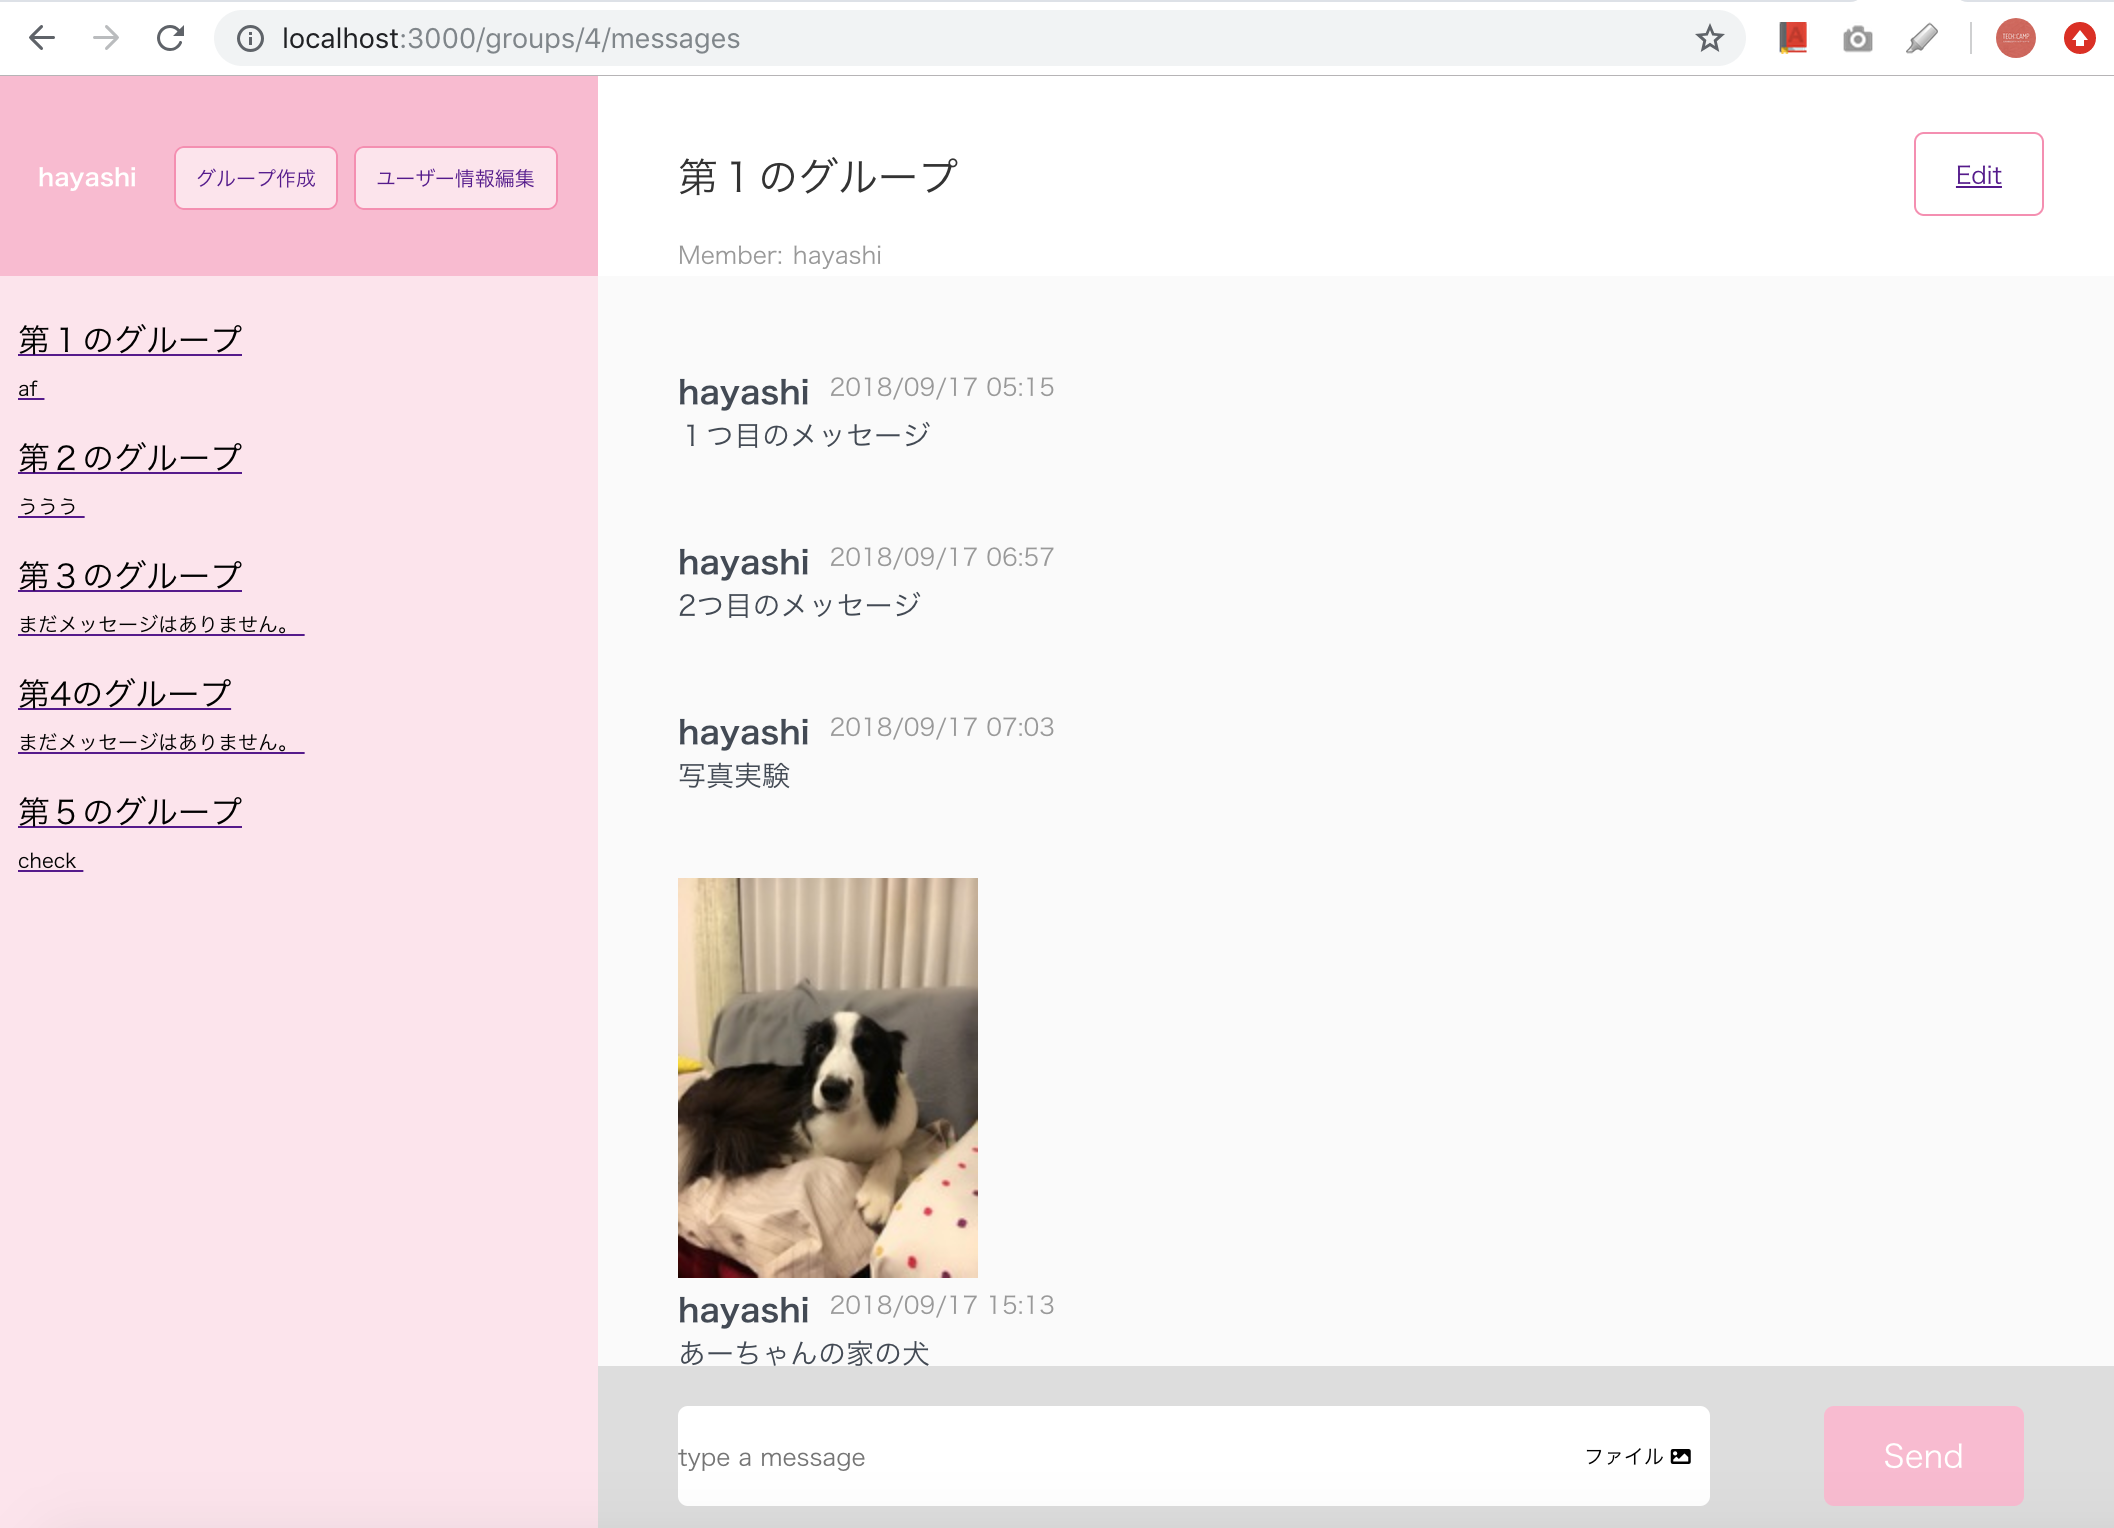 localhost:3000/groups/4/messages
TECH CAMP
hayashi
グループ作成
ユーザー情報編集
第１のグループ
af
第２のグループ
ううう
第３のグループ
まだメッセージはありません。
第4のグループ
まだメッセージはありません。
第５のグループ
check
第１のグループ
Edit
Member: hayashi
hayashi 2018/09/17 05:15
１つ目のメッセージ
hayashi 2018/09/17 06:57
2つ目のメッセージ
hayashi 2018/09/17 07:03
写真実験
hayashi 2018/09/17 15:13
あーちゃんの家の犬
type a message
ファイル
Send